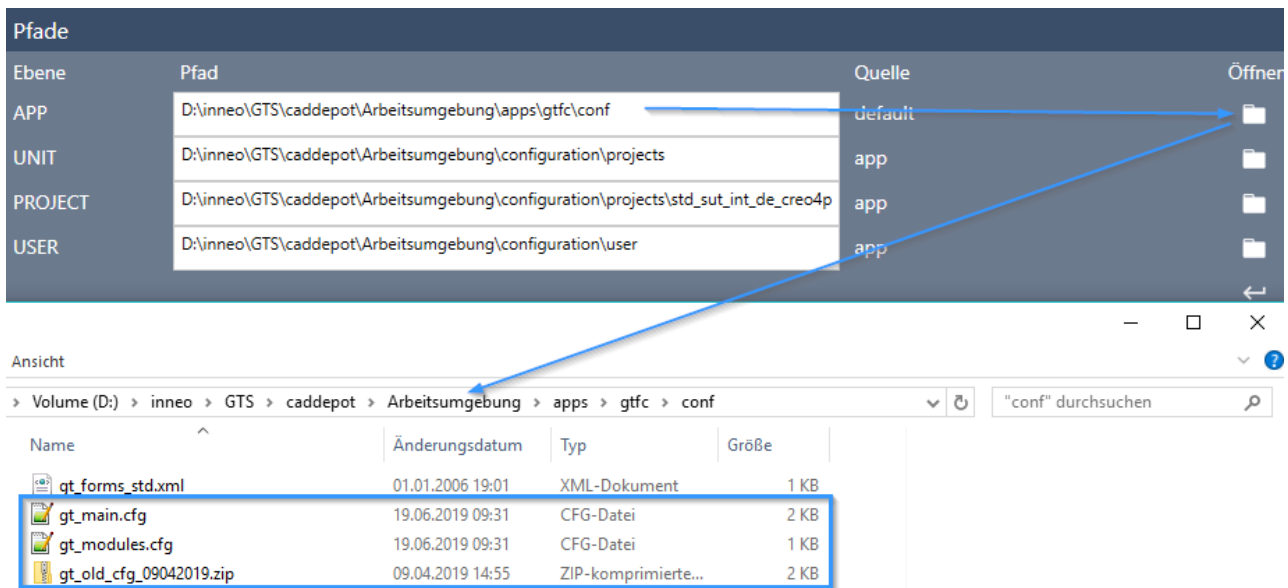 Pfade
Ebene Pfad Quelle Öffnen
APP D:\inneo\GTS\caddepot\Arbeitsumgebung\apps\gtfc\conf default
UNIT D:\inneo\GTS\caddepot\Arbeitsumgebung\configuration\projects app
PROJECT D:\inneo\GTS\caddepot\Arbeitsumgebung\configuration\projects\std_sut_int_de_creo4p app
USER D:\inneo\GTS\caddepot\Arbeitsumgebung\configuration\user app
Ansicht ?
› Volume (D:) › inneo › GTS › caddepot › Arbeitsumgebung › apps › gtfc › conf "conf" durchsuchen
Name Änderungsdatum Typ Größe
gt_forms_std.xml 01.01.2006 19:01 XML-Dokument 1 KB
gt_main.cfg 19.06.2019 09:31 CFG-Datei 2 KB
gt_modules.cfg 19.06.2019 09:31 CFG-Datei 1 KB
gt_old_cfg_09042019.zip 09.04.2019 14:55 ZIP-komprimierte... 2 KB